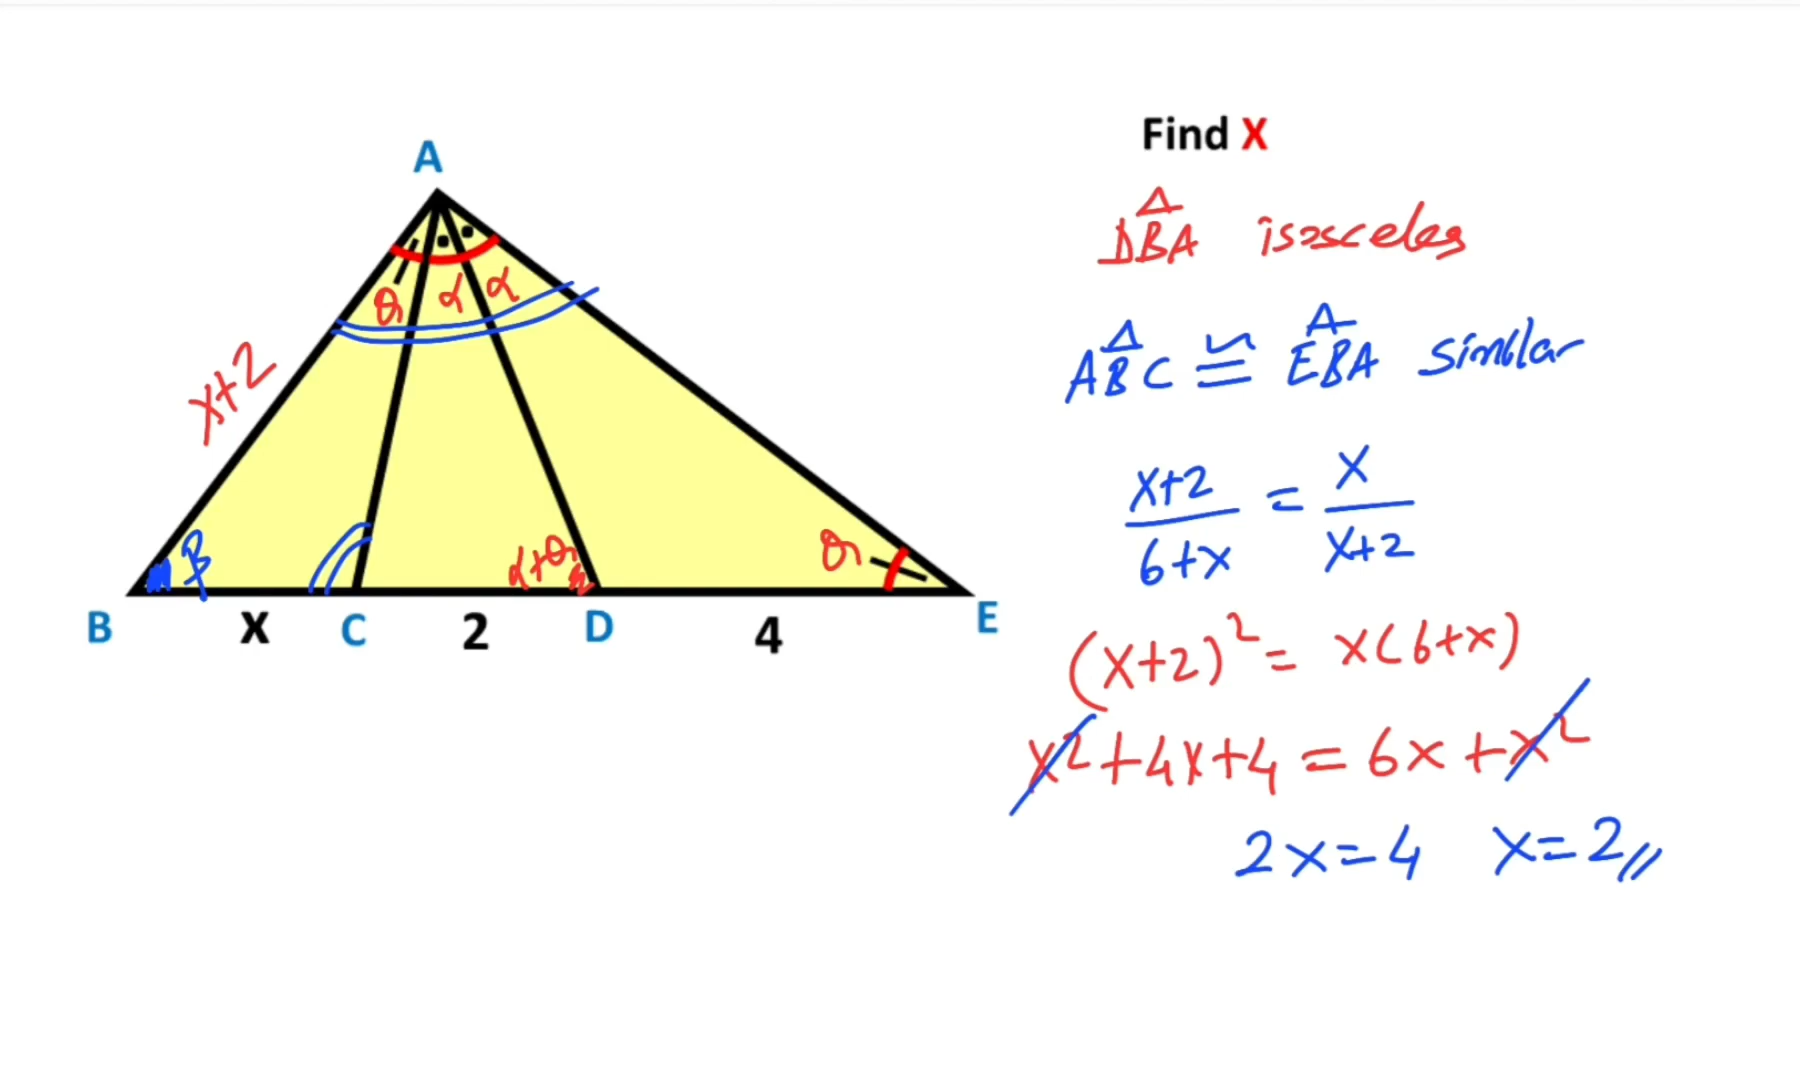 Find X
A
DBA isosceles
θ α α
ABC ≅ EBA similar
x+2
x+2 = x
6+x x+2
β α+θ θ
B X C 2 D 4 E
(x+2)² = x(6+x)
x²+4x+4 = 6x+x²
2x=4 x=2